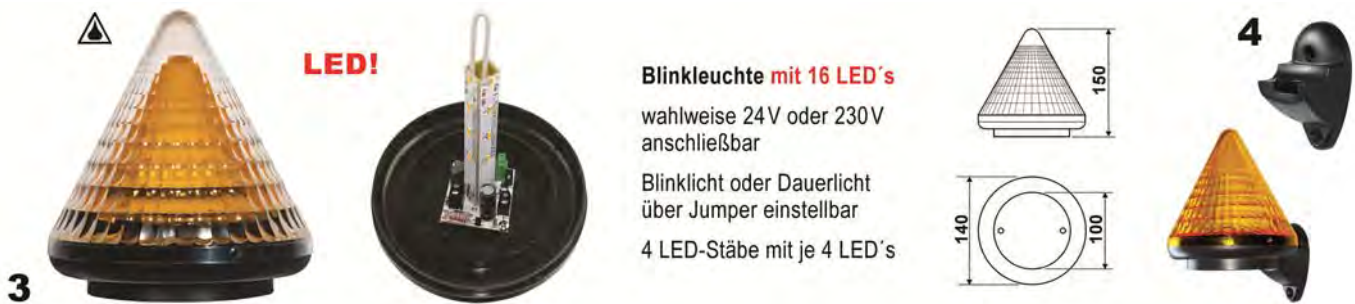 LED!
3
Blinkleuchte mit 16 LED´s
wahlweise 24V oder 230V
anschließbar
Blinklicht oder Dauerlicht
über Jumper einstellbar
4 LED-Stäbe mit je 4 LED´s
150
140
100
4